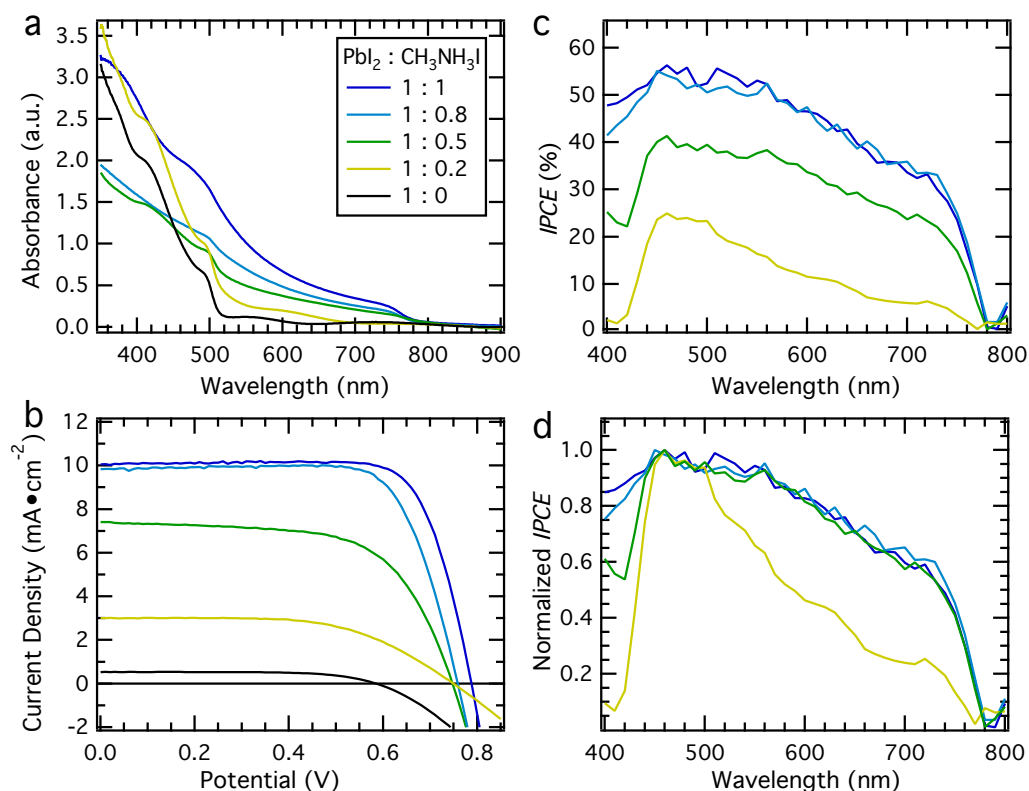 a
3.5
3.0
2.5
2.0
1.5
1.0
0.5
0.0
Absorbance (a.u.)
PbI₂ : CH₃NH₃I
1 : 1
1 : 0.8
1 : 0.5
1 : 0.2
1 : 0
400 500 600 700 800 900
Wavelength (nm)
b
12
10
8
6
4
2
0
-2
Current Density (mA•cm⁻²)
0.0 0.2 0.4 0.6 0.8
Potential (V)
c
60
50
40
30
20
10
0
IPCE (%)
400 500 600 700 800
Wavelength (nm)
d
1.0
0.8
0.6
0.4
0.2
Normalized IPCE
400 500 600 700 800
Wavelength (nm)